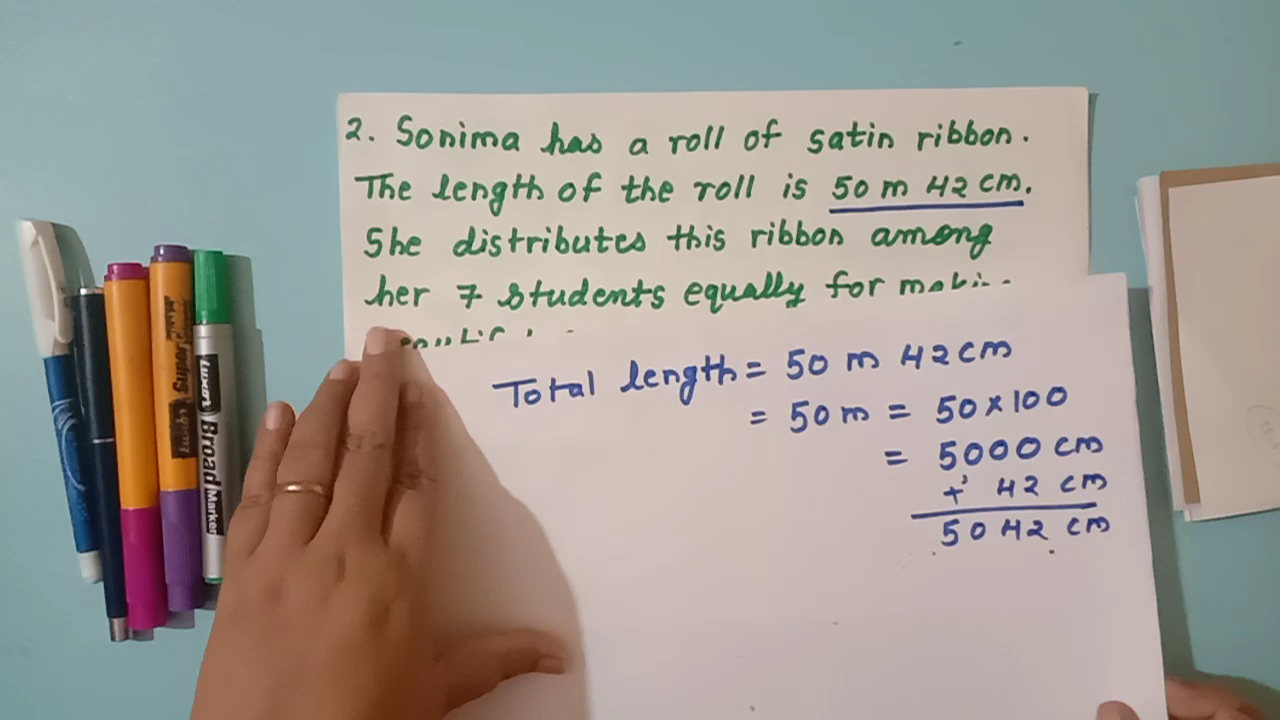 2. Sonima has a roll of satin ribbon.
The length of the roll is 50 m 42 cm.
She distributes this ribbon among
her 7 students equally for
Total length = 50 m 42 cm
= 50 m = 50 × 100
= 5000 cm
+ 42 cm
5042 cm
Luxor Broad Marker